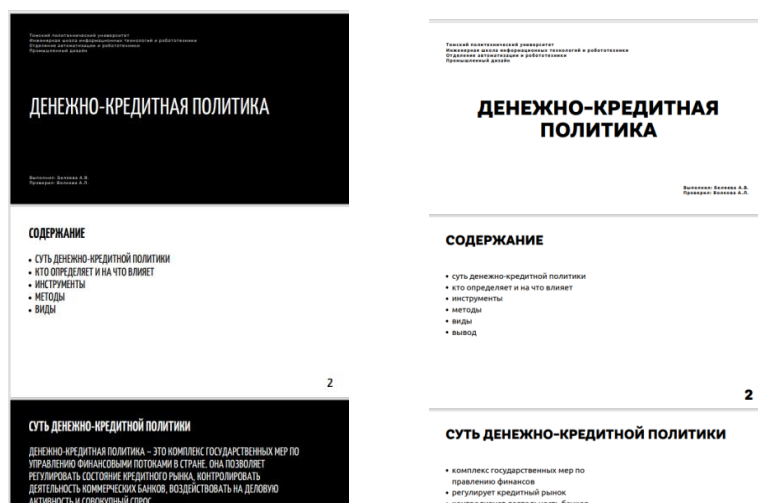 Томский политехнический университет
Инженерная школа информационных технологий и робототехники
Отделение автоматизации и робототехники
Промышленный дизайн
ДЕНЕЖНО-КРЕДИТНАЯ ПОЛИТИКА
Выполнил: Беляева А.В.
Проверил: Волкова А.Л.
СОДЕРЖАНИЕ
• СУТЬ ДЕНЕЖНО-КРЕДИТНОЙ ПОЛИТИКИ
• КТО ОПРЕДЕЛЯЕТ И НА ЧТО ВЛИЯЕТ
• ИНСТРУМЕНТЫ
• МЕТОДЫ
• ВИДЫ
2
СУТЬ ДЕНЕЖНО-КРЕДИТНОЙ ПОЛИТИКИ
ДЕНЕЖНО-КРЕДИТНАЯ ПОЛИТИКА – ЭТО КОМПЛЕКС ГОСУДАРСТВЕННЫХ МЕР ПО
УПРАВЛЕНИЮ ФИНАНСОВЫМИ ПОТОКАМИ В СТРАНЕ. ОНА ПОЗВОЛЯЕТ
РЕГУЛИРОВАТЬ СОСТОЯНИЕ КРЕДИТНОГО РЫНКА, КОНТРОЛИРОВАТЬ
ДЕЯТЕЛЬНОСТЬ КОММЕРЧЕСКИХ БАНКОВ, ВОЗДЕЙСТВОВАТЬ НА ДЕЛОВУЮ
АКТИВНОСТЬ И СОВОКУПНЫЙ СПРОС
Томский политехнический университет
Инженерная школа информационных технологий и робототехники
Отделение автоматизации и робототехники
Промышленный дизайн
ДЕНЕЖНО-КРЕДИТНАЯ
ПОЛИТИКА
Выполнил: Беляева А.В.
Проверил: Волкова А.Л.
СОДЕРЖАНИЕ
• суть денежно-кредитной политики
• кто определяет и на что влияет
• инструменты
• методы
• виды
• вывод
2
СУТЬ ДЕНЕЖНО-КРЕДИТНОЙ ПОЛИТИКИ
• комплекс государственных мер по
правлению финансов
• регулирует кредитный рынок